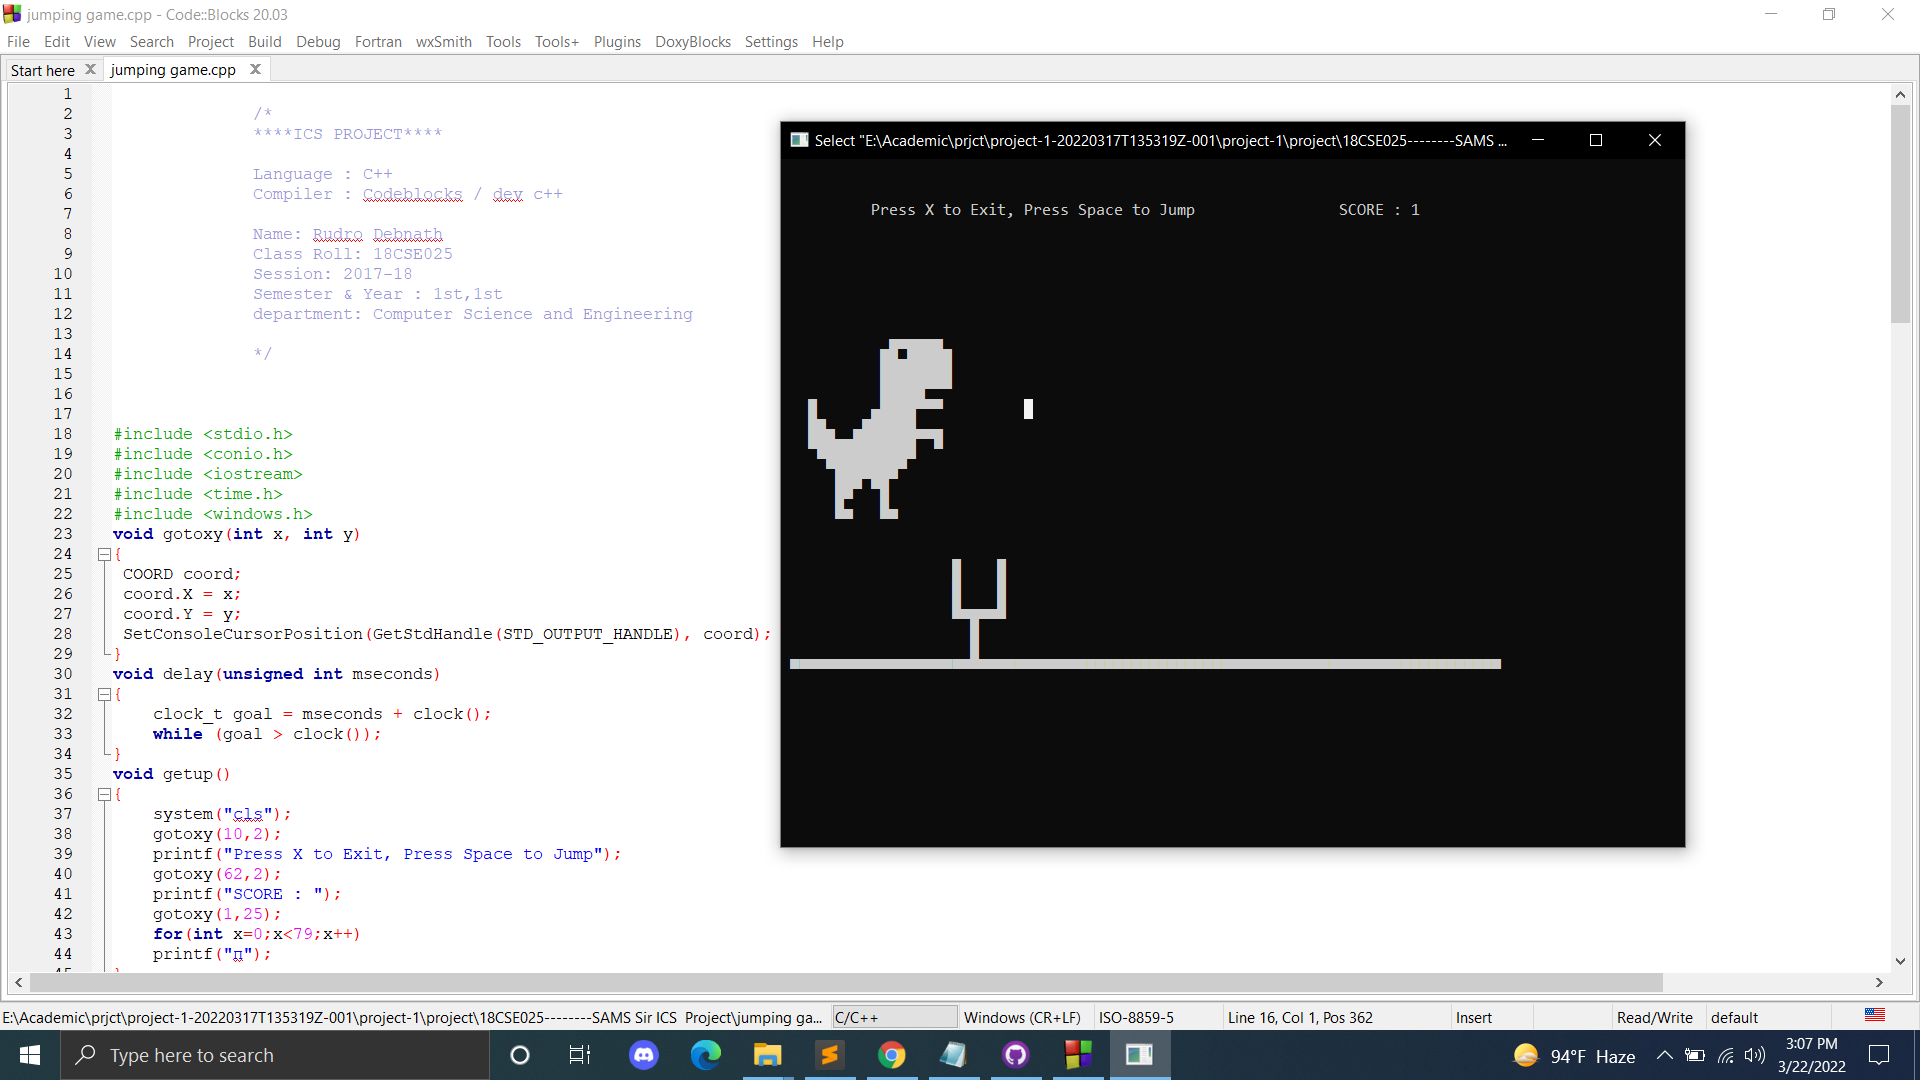 jumping game.cpp - Code::Blocks 20.03
File Edit View Search Project Build Debug Fortran wxSmith Tools Tools+ Plugins DoxyBlocks Settings Help
Start here jumping game.cpp
1
2 /*
3 ****ICS PROJECT****
4
5 Language : C++
6 Compiler : Codeblocks / dev c++
7
8 Name: Rudro Debnath
9 Class Roll: 18CSE025
10 Session: 2017-18
11 Semester & Year : 1st,1st
12 department: Computer Science and Engineering
13
14 */
15
16
17
18 #include <stdio.h>
19 #include <conio.h>
20 #include <iostream>
21 #include <time.h>
22 #include <windows.h>
23 void gotoxy(int x, int y)
24 {
25 COORD coord;
26 coord.X = x;
27 coord.Y = y;
28 SetConsoleCursorPosition(GetStdHandle(STD_OUTPUT_HANDLE), coord);
29 }
30 void delay(unsigned int mseconds)
31 {
32 clock_t goal = mseconds + clock();
33 while (goal > clock());
34 }
35 void getup()
36 {
37 system("cls");
38 gotoxy(10,2);
39 printf("Press X to Exit, Press Space to Jump");
40 gotoxy(62,2);
41 printf("SCORE : ");
42 gotoxy(1,25);
43 for(int x=0;x<79;x++)
44 printf("п");
Select "E:\Academic\prjct\project-1-20220317T135319Z-001\project-1\project\18CSE025--------SAMS ...
Press X to Exit, Press Space to Jump SCORE : 1
E:\Academic\prjct\project-1-20220317T135319Z-001\project-1\project\18CSE025--------SAMS Sir ICS Project\jumping ga... C/C++ Windows (CR+LF) ISO-8859-5 Line 16, Col 1, Pos 362 Insert Read/Write default
Type here to search 94°F Haze 3:07 PM
3/22/2022